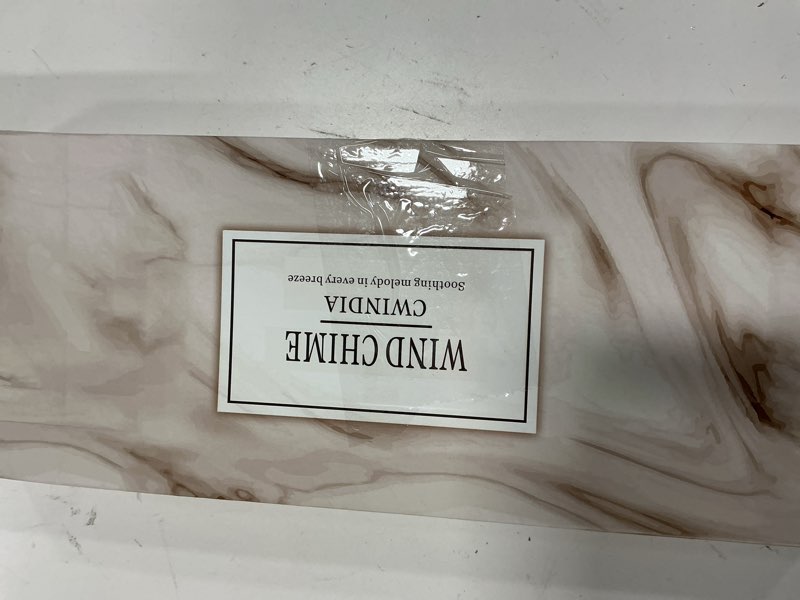 WIND CHIME
CWINDIA
Soothing melody in every breeze